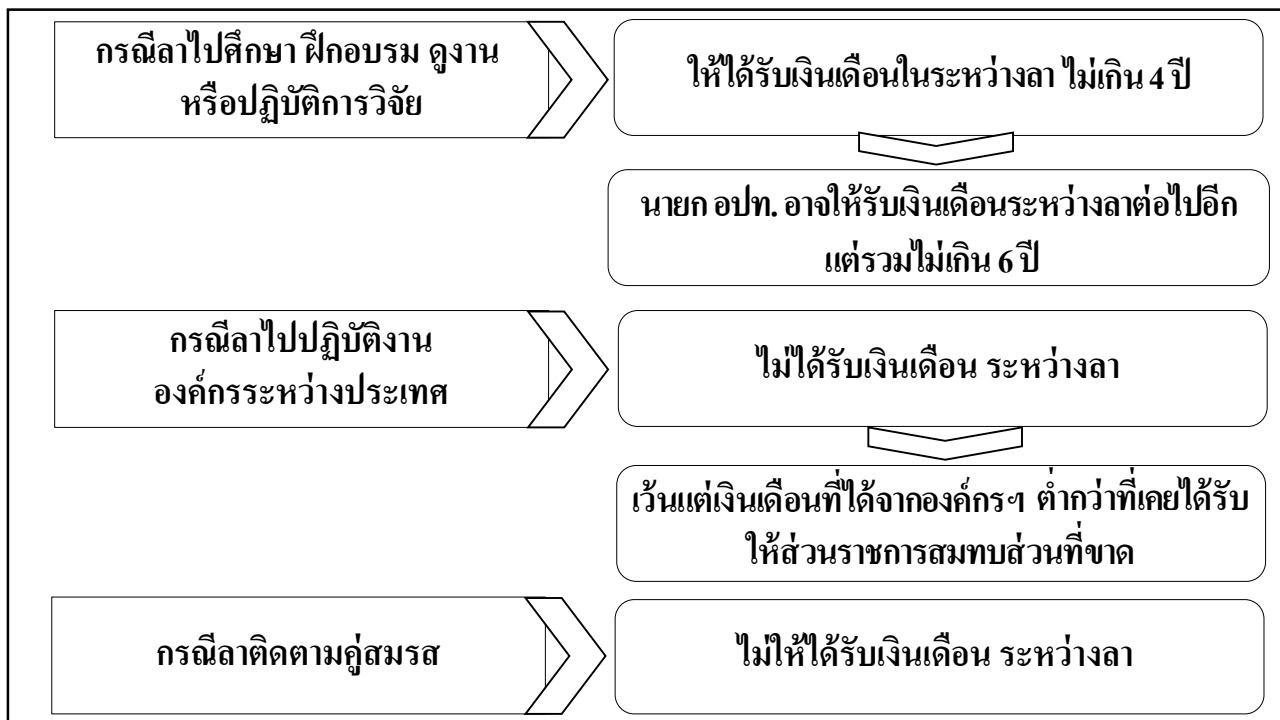 กรณีลาไปศึกษา ฝึกอบรม ดูงาน
หรือปฏิบัติการวิจัย
ให้ได้รับเงินเดือนในระหว่างลา ไม่เกิน 4 ปี
นายก อปท. อาจให้รับเงินเดือนระหว่างลาต่อไปอีก
แต่รวมไม่เกิน 6 ปี
กรณีลาไปปฏิบัติงาน
องค์กรระหว่างประเทศ
ไม่ได้รับเงินเดือน ระหว่างลา
เว้นแต่เงินเดือนที่ได้จากองค์กรฯ ต่ำกว่าที่เคยได้รับ
ให้ส่วนราชการสมทบส่วนที่ขาด
กรณีลาติดตามคู่สมรส
ไม่ให้ได้รับเงินเดือน ระหว่างลา